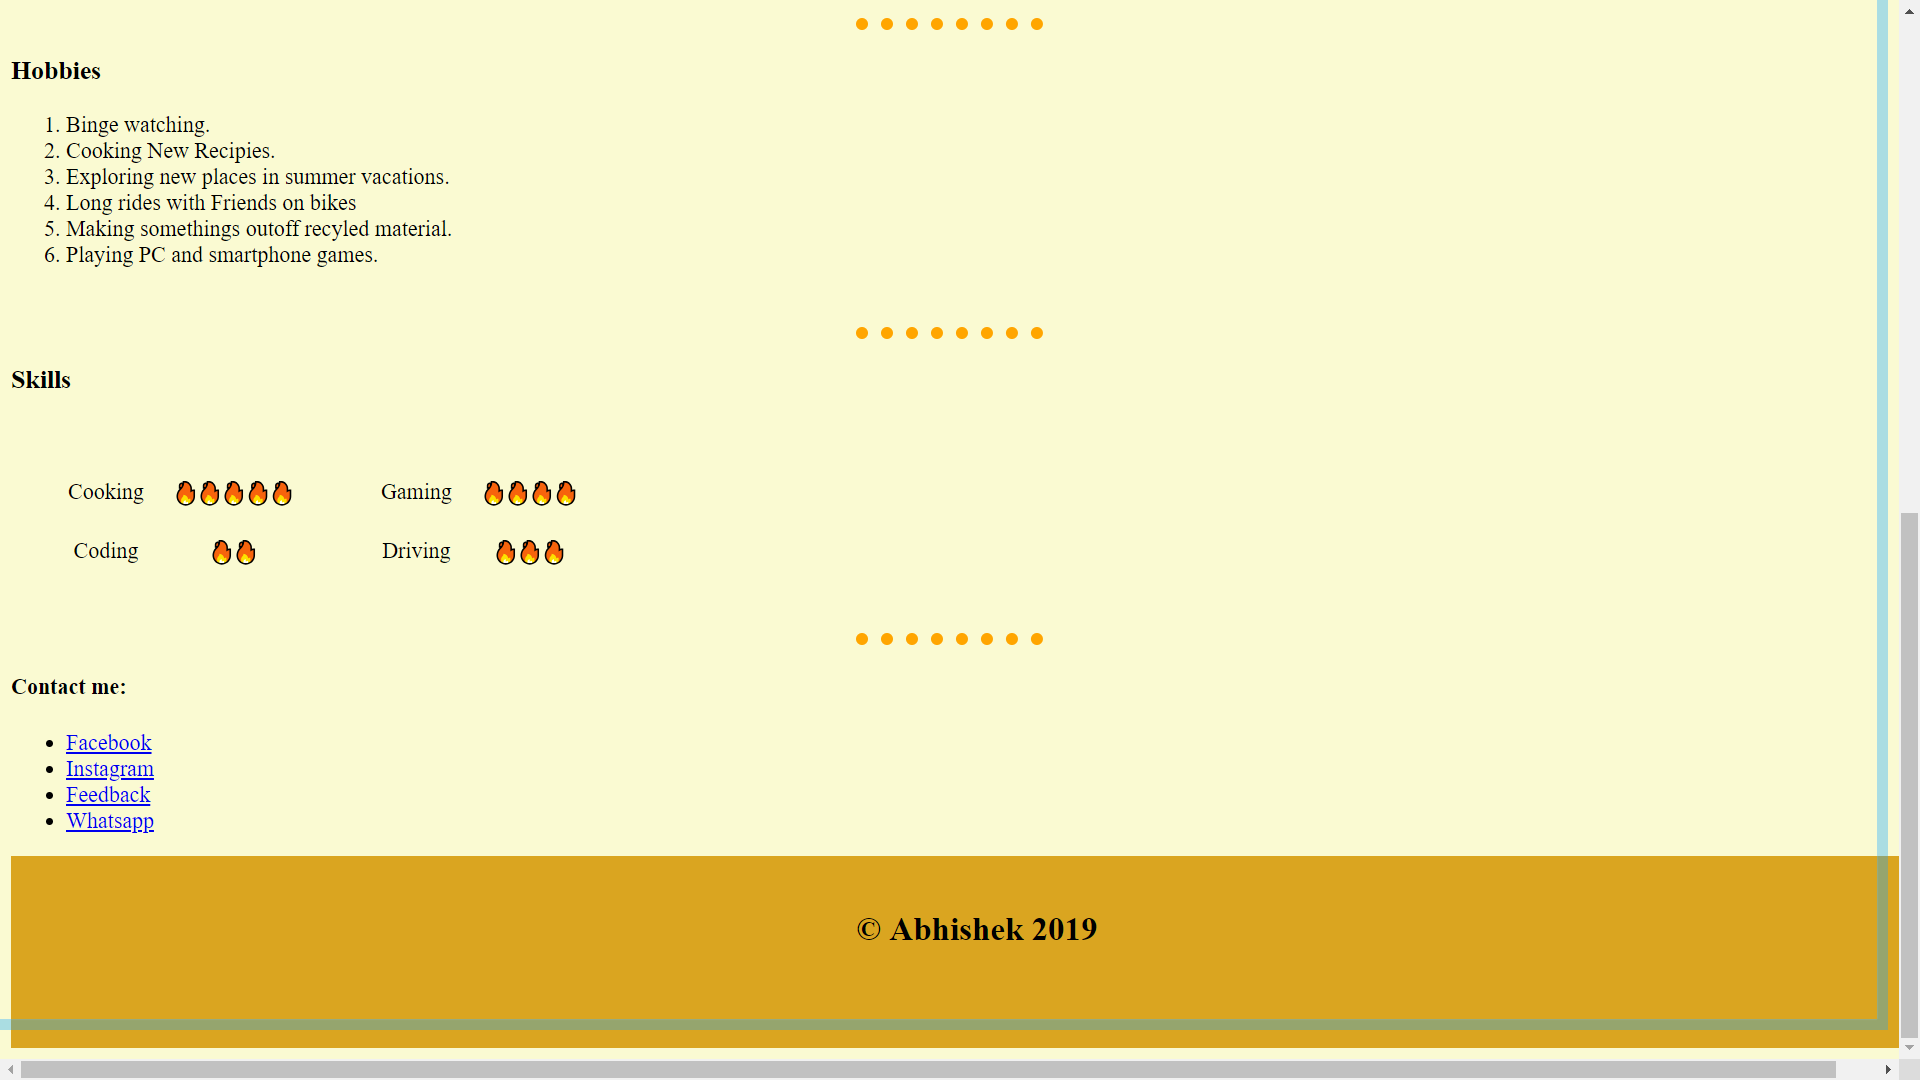 Hobbies
1. Binge watching.
2. Cooking New Recipies.
3. Exploring new places in summer vacations.
4. Long rides with Friends on bikes
5. Making somethings outoff recyled material.
6. Playing PC and smartphone games.
Skills
Cooking Gaming
Coding Driving
Contact me:
Facebook
Instagram
Feedback
Whatsapp
© Abhishek 2019